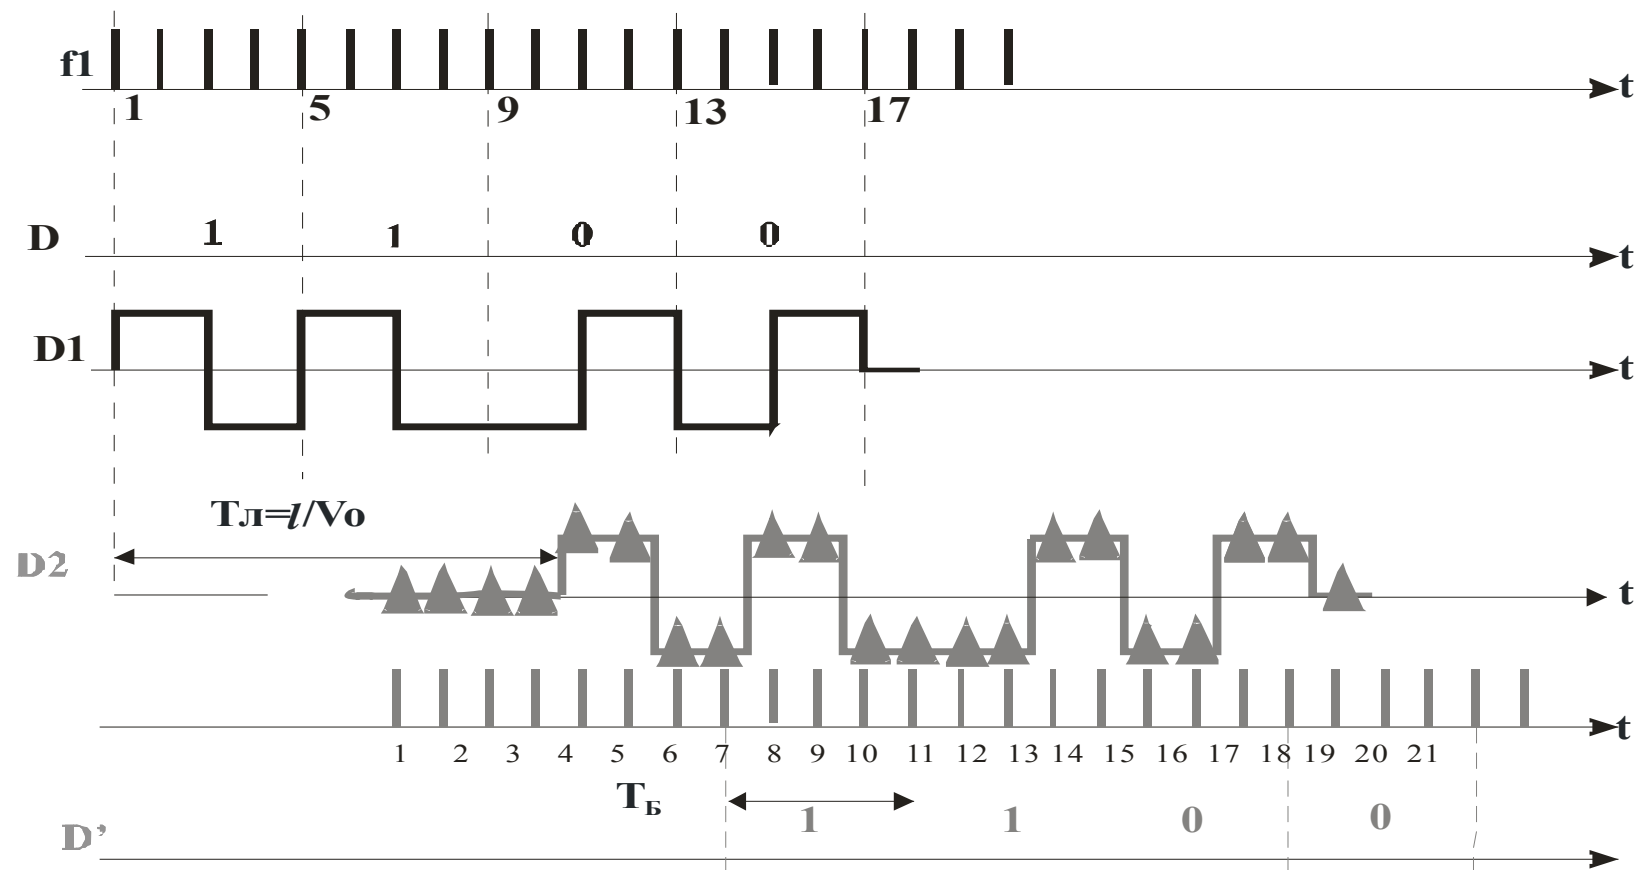 f1 t
1 5 9 13 17
D 1 1 0 0 t
D1 t
Tл=l/Vo
D2 t
t
1 2 3 4 5 6 7 8 9 10 11 12 13 14 15 16 17 18 19 20 21
TБ 1 1 0 0
D’